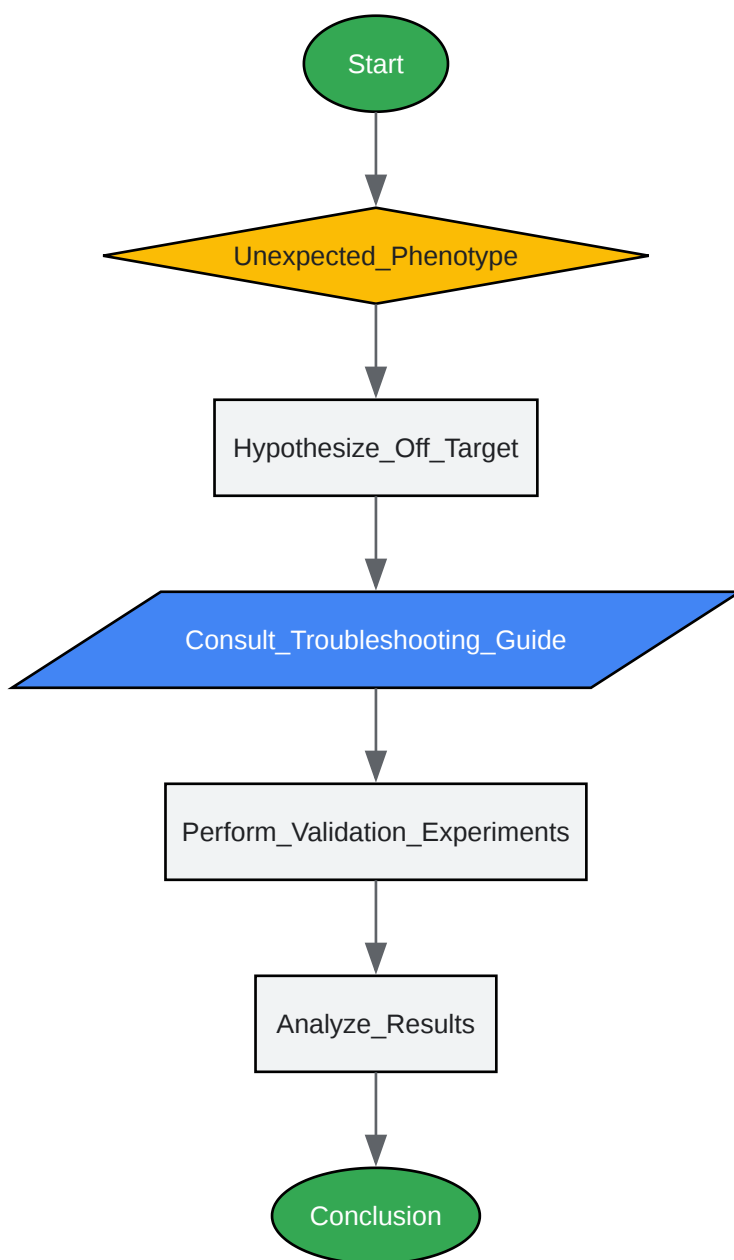 Start
Unexpected_Phenotype
Hypothesize_Off_Target
Consult_Troubleshooting_Guide
Perform_Validation_Experiments
Analyze_Results
Conclusion